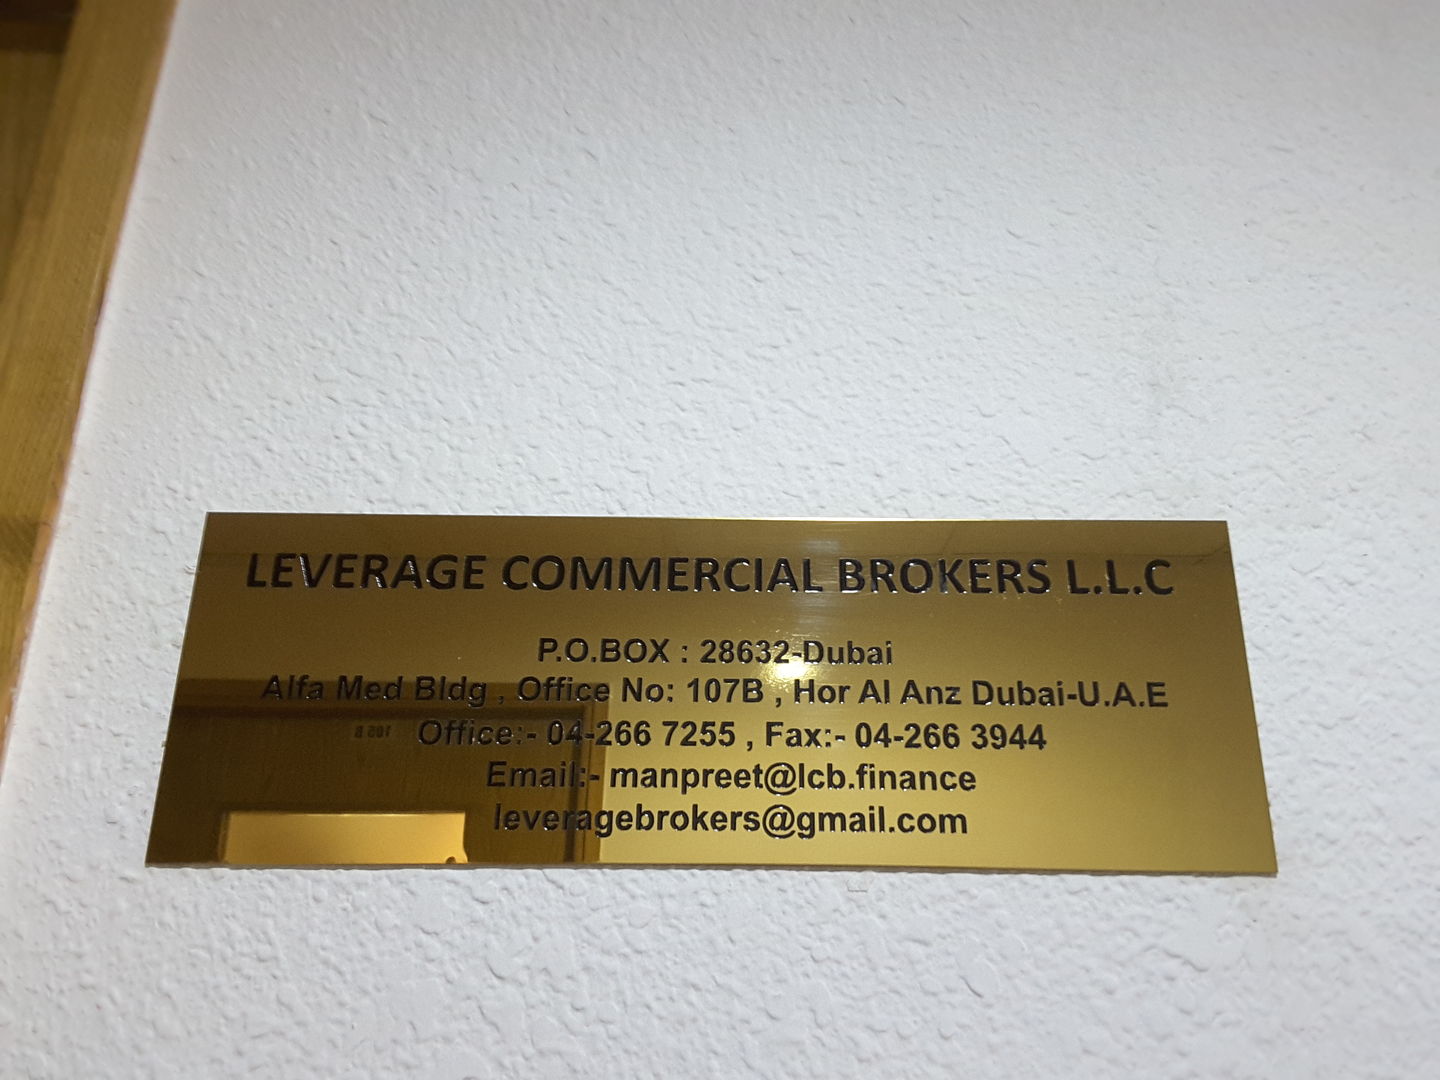 LEVERAGE COMMERCIAL BROKERS L.L.C
P.O.BOX : 28632-Dubai
Alfa Med Bldg , Office No: 107B , Hor Al Anz Dubai-U.A.E
Office:- 04-266 7255 , Fax:- 04-266 3944
Email:- manpreet@lcb.finance
leveragebrokers@gmail.com